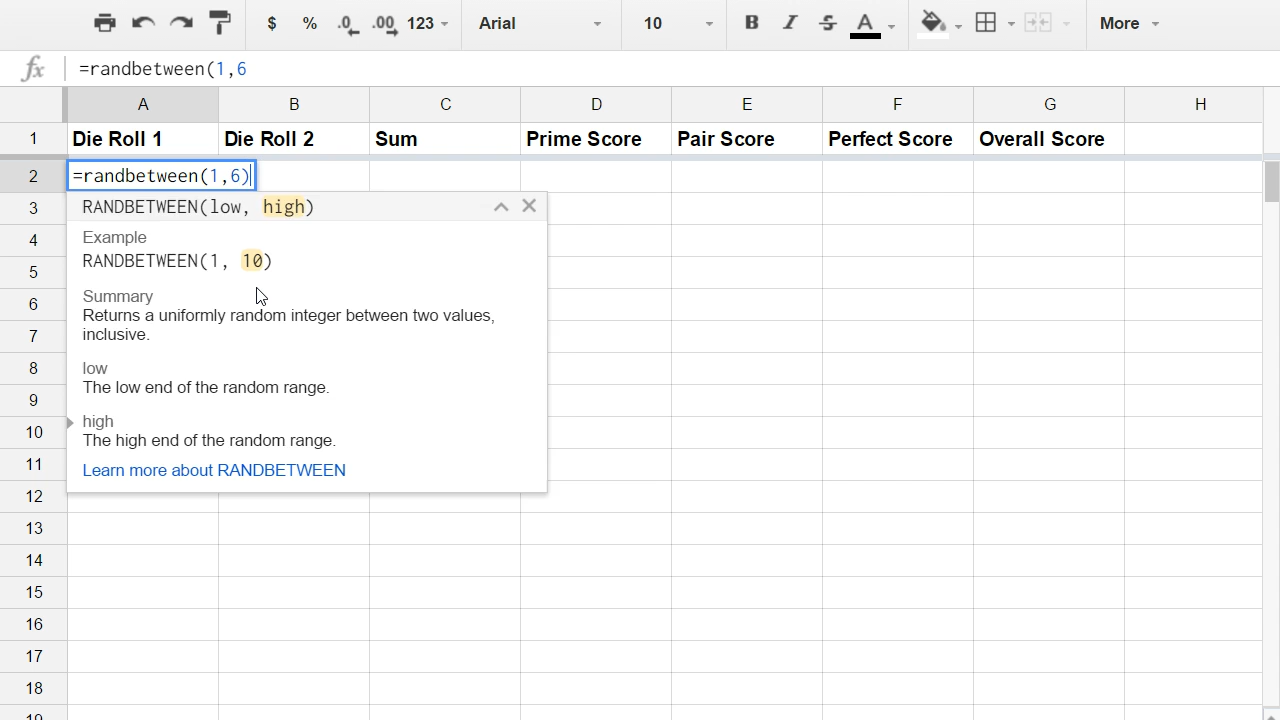 $ % .0 .00 123 Arial 10 B I S A More
fx =randbetween(1,6
A B C D E F G H
1 Die Roll 1 Die Roll 2 Sum Prime Score Pair Score Perfect Score Overall Score
2 =randbetween(1,6)
3 RANDBETWEEN(low, high)
Example
4 RANDBETWEEN(1, 10)
5
6 Summary
Returns a uniformly random integer between two values,
7 inclusive.
8 low
The low end of the random range.
9
10 high
The high end of the random range.
11 Learn more about RANDBETWEEN
12
13
14
15
16
17
18
19